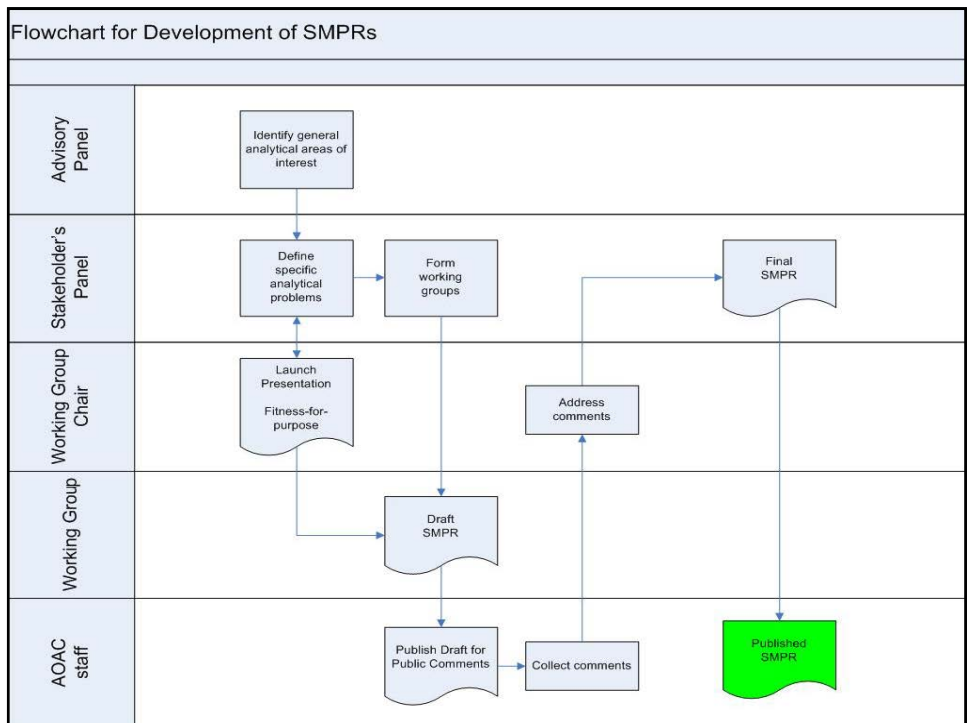 Flowchart for Development of SMPRs
Advisory
Panel
Identify general
analytical areas of
interest
Stakeholder's
Panel
Define
specific
analytical
problems
Form
working
groups
Final
SMPR
Working Group
Chair
Launch
Presentation
Fitness-for-
purpose
Address
comments
Working Group
Draft
SMPR
AOAC
staff
Publish Draft for
Public Comments
Collect comments
Published
SMPR